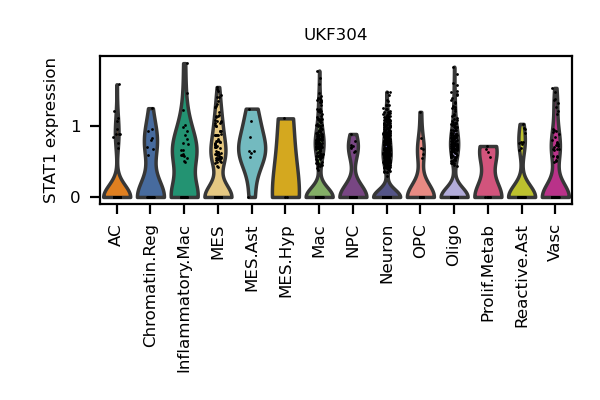 UKF304
STAT1 expression
1
0
AC
Chromatin.Reg
Inflammatory.Mac
MES
MES.Ast
MES.Hyp
Mac
NPC
Neuron
OPC
Oligo
Prolif.Metab
Reactive.Ast
Vasc